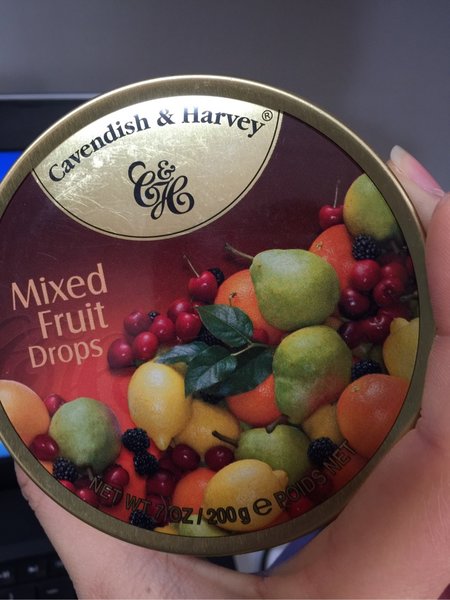 Cavendish & Harvey®
C&H
Mixed
Fruit
Drops
NET WT 7 OZ / 200 g e POIDS NET